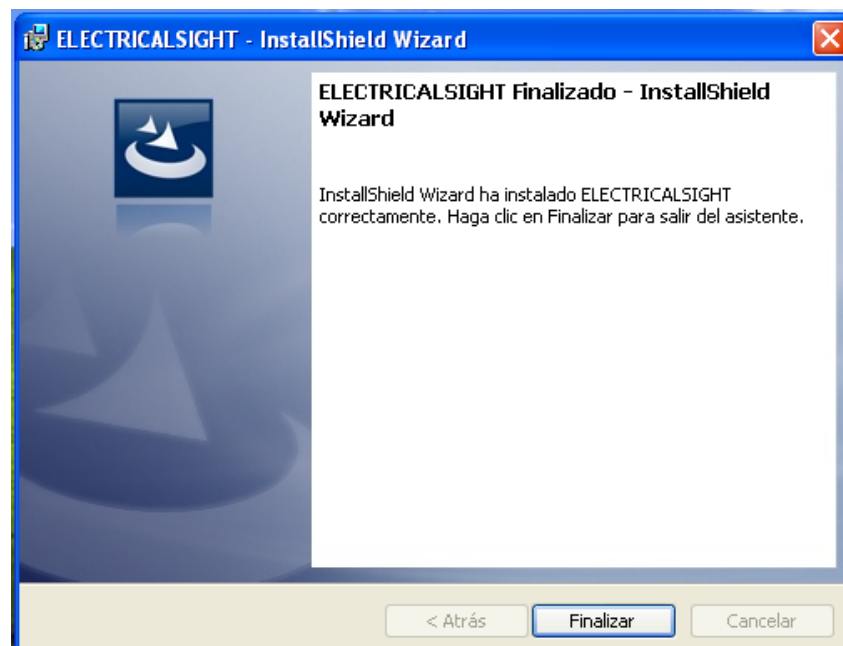 ELECTRICALSIGHT - InstallShield Wizard
ELECTRICALSIGHT Finalizado - InstallShield
Wizard
InstallShield Wizard ha instalado ELECTRICALSIGHT
correctamente. Haga clic en Finalizar para salir del asistente.
< Atrás
Finalizar
Cancelar